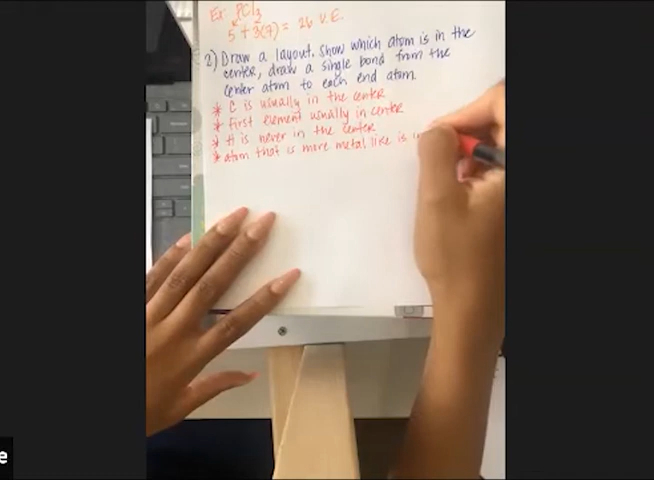 Ex: PCl3
5 + 3(7) = 26 V.E.
2) Draw a layout. Show which atom is in the
center, draw a single bond from the
center atom to each end atom.
* C is usually in the center
* first element usually in center
* H is never in the center
* atom that is more metal like is in
e